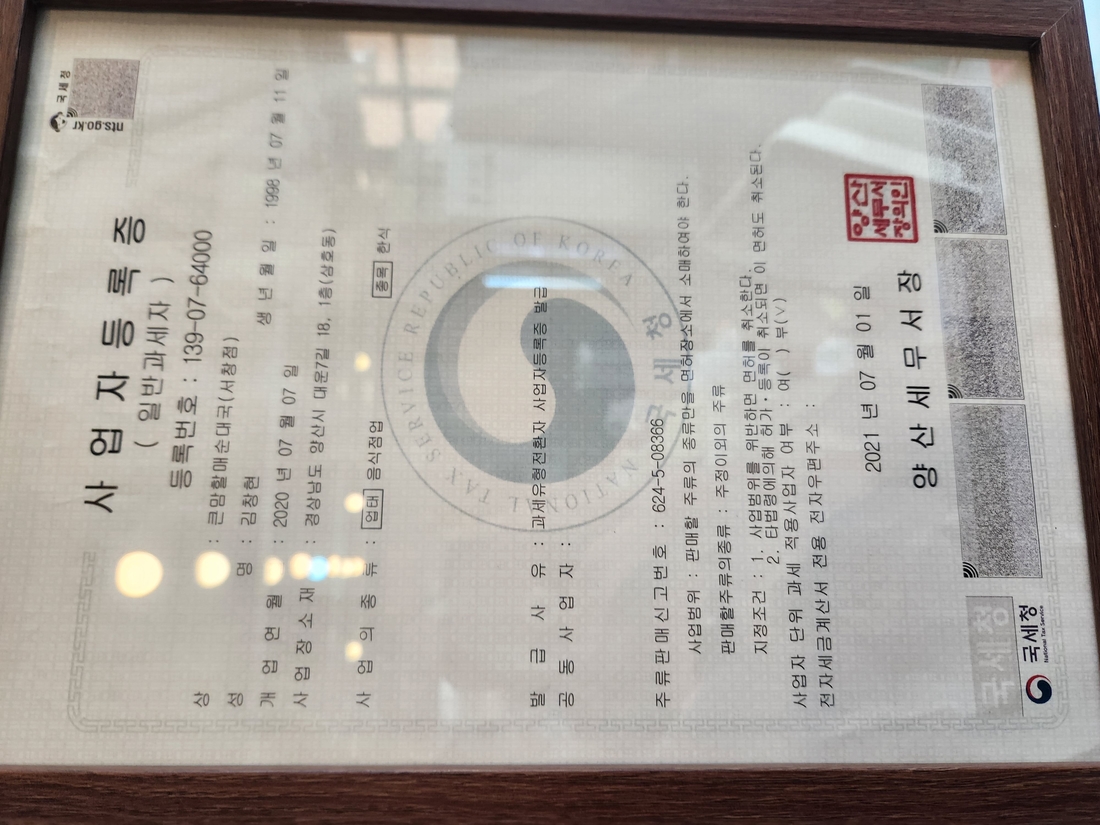 국세청
nts.go.kr
사업자등록증
( 일반과세자 )
등록번호 : 139-07-64000
상 호 : 큰맘할매순대국(서창점)
성 명 : 김창현 생 년 월 일 : 1998 년 07 월 11 일
개 업 연 월 일 : 2020 년 07 월 07 일
사 업 장 소 재 지 : 경상남도 양산시 대운7길 18, 1층(삼호동)
사 업 의 종 류 : 업태 음식점업 종목 한식
발 급 사 유 : 과세유형전환자 사업자등록증 발급
공 동 사 업 자 :
주류판매신고번호 : 624-5-08366
사업범위 : 판매할 주류의 종류만을 면허장소에서 소매하여야 한다.
판매할주류의종류 : 주정이외의 주류
지정조건 : 1. 사업범위를 위반하면 면허를 취소한다.
2. 타법령에의해 허가·등록이 취소되면 이 면허도 취소된다.
사업자 단위 과세 적용사업자 여부 : 여( ) 부(∨)
전자세금계산서 전용 전자우편주소 :
2021 년 07 월 01 일
양산세무서장
양산
세무서
장의인
NATIONAL TAX SERVICE REPUBLIC OF KOREA
국세청
국세청
국세청
National Tax Service